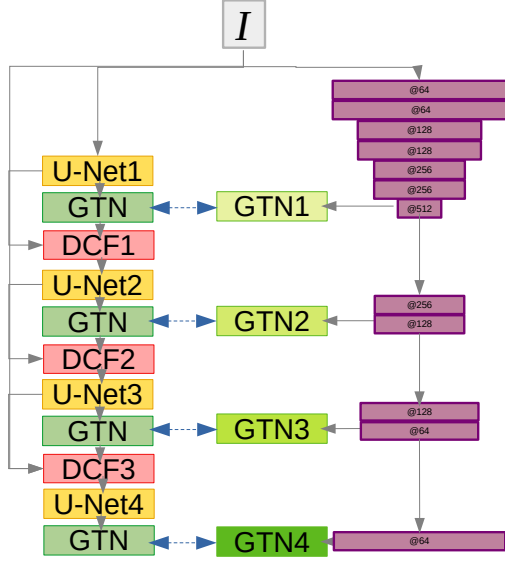 I
@64
@64
@128
@128
@256
@256
@512
U-Net1
GTN
GTN1
DCF1
U-Net2
GTN
GTN2
@256
@128
DCF2
U-Net3
GTN
GTN3
@128
@64
DCF3
U-Net4
GTN
GTN4
@64